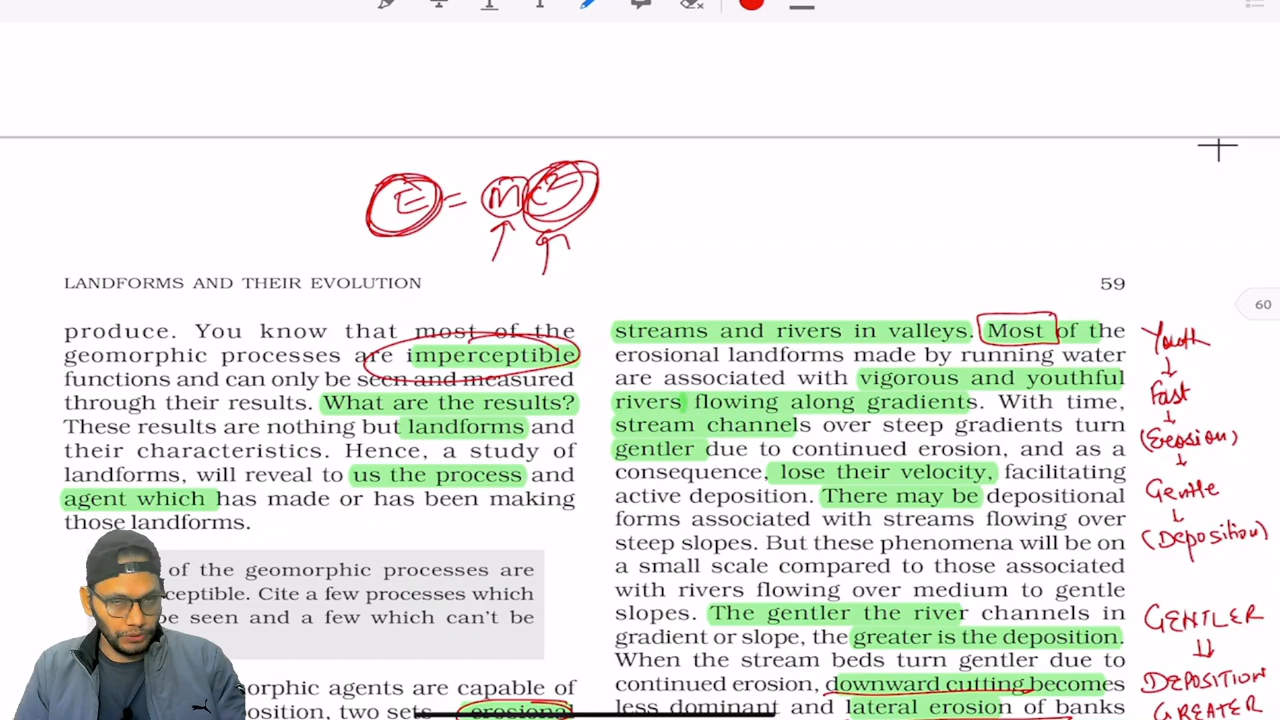 E = MC2
LANDFORMS AND THEIR EVOLUTION
59
60
produce. You know that most of the
geomorphic processes are imperceptible
functions and can only be seen and measured
through their results. What are the results?
These results are nothing but landforms and
their characteristics. Hence, a study of
landforms, will reveal to us the process and
agent which has made or has been making
those landforms.
of the geomorphic processes are
ceptible. Cite a few processes which
be seen and a few which can't be
orphic agents are capable of
position, two sets erosional
streams and rivers in valleys. Most of the
erosional landforms made by running water
are associated with vigorous and youthful
rivers flowing along gradients. With time,
stream channels over steep gradients turn
gentler due to continued erosion, and as a
consequence, lose their velocity, facilitating
active deposition. There may be depositional
forms associated with streams flowing over
steep slopes. But these phenomena will be on
a small scale compared to those associated
with rivers flowing over medium to gentle
slopes. The gentler the river channels in
gradient or slope, the greater is the deposition.
When the stream beds turn gentler due to
continued erosion, downward cutting becomes
less dominant and lateral erosion of banks
Youth
↓
Fast
↓
(Erosion)
↓
Gentle
↓
(Deposition)
GENTLER
⇓
DEPOSITION
GREATER